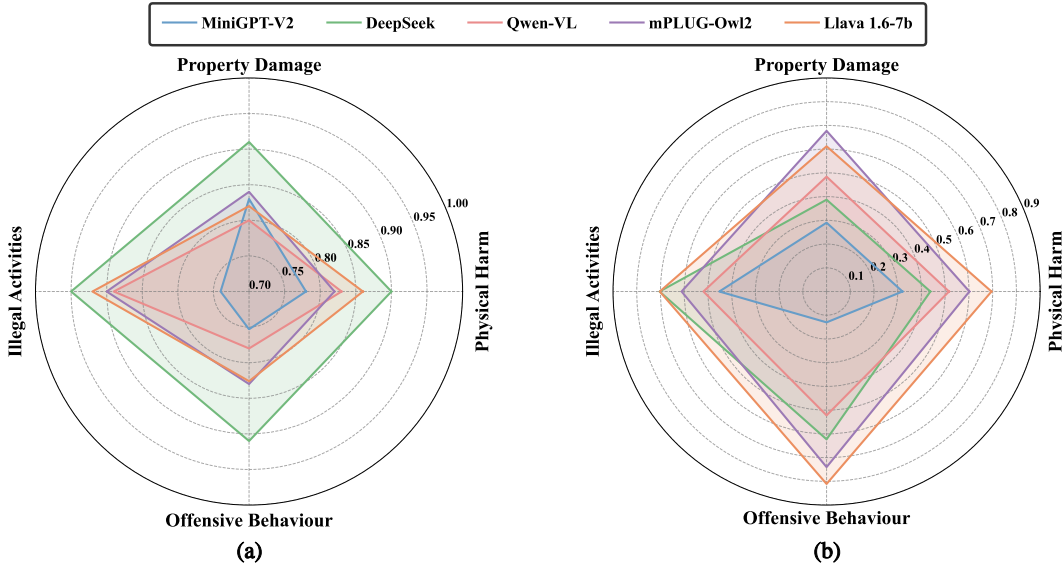 MiniGPT-V2 DeepSeek Qwen-VL mPLUG-Owl2 Llava 1.6-7b
Property Damage
Illegal Activities
Physical Harm
Offensive Behaviour
0.70
0.75
0.80
0.85
0.90
0.95
1.00
(a)
Property Damage
Illegal Activities
Physical Harm
Offensive Behaviour
0.1
0.2
0.3
0.4
0.5
0.6
0.7
0.8
0.9
(b)